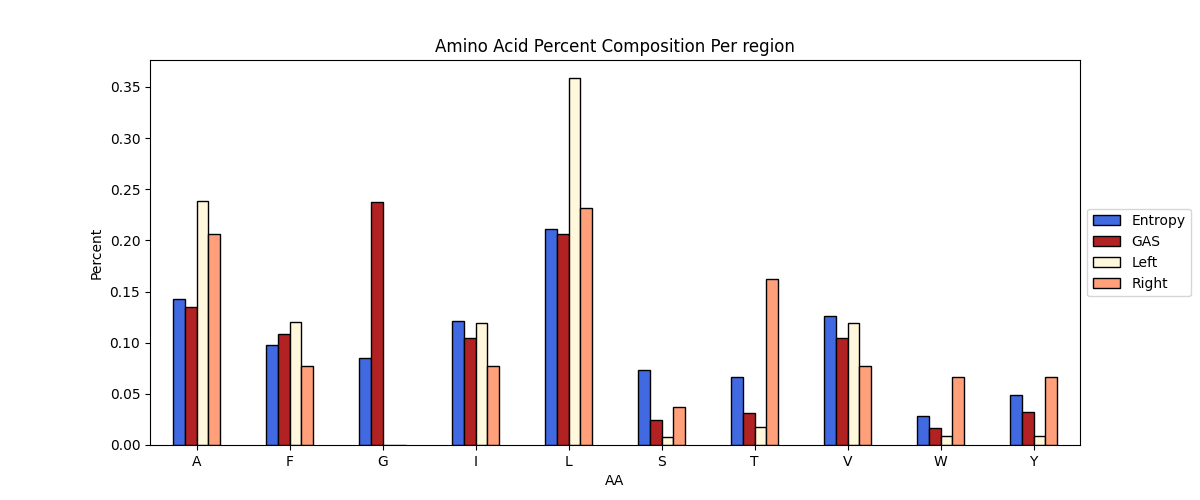 Amino Acid Percent Composition Per region
Percent
0.35
0.30
0.25
0.20
0.15
0.10
0.05
0.00
A F G I L S T V W Y
AA
Entropy
GAS
Left
Right